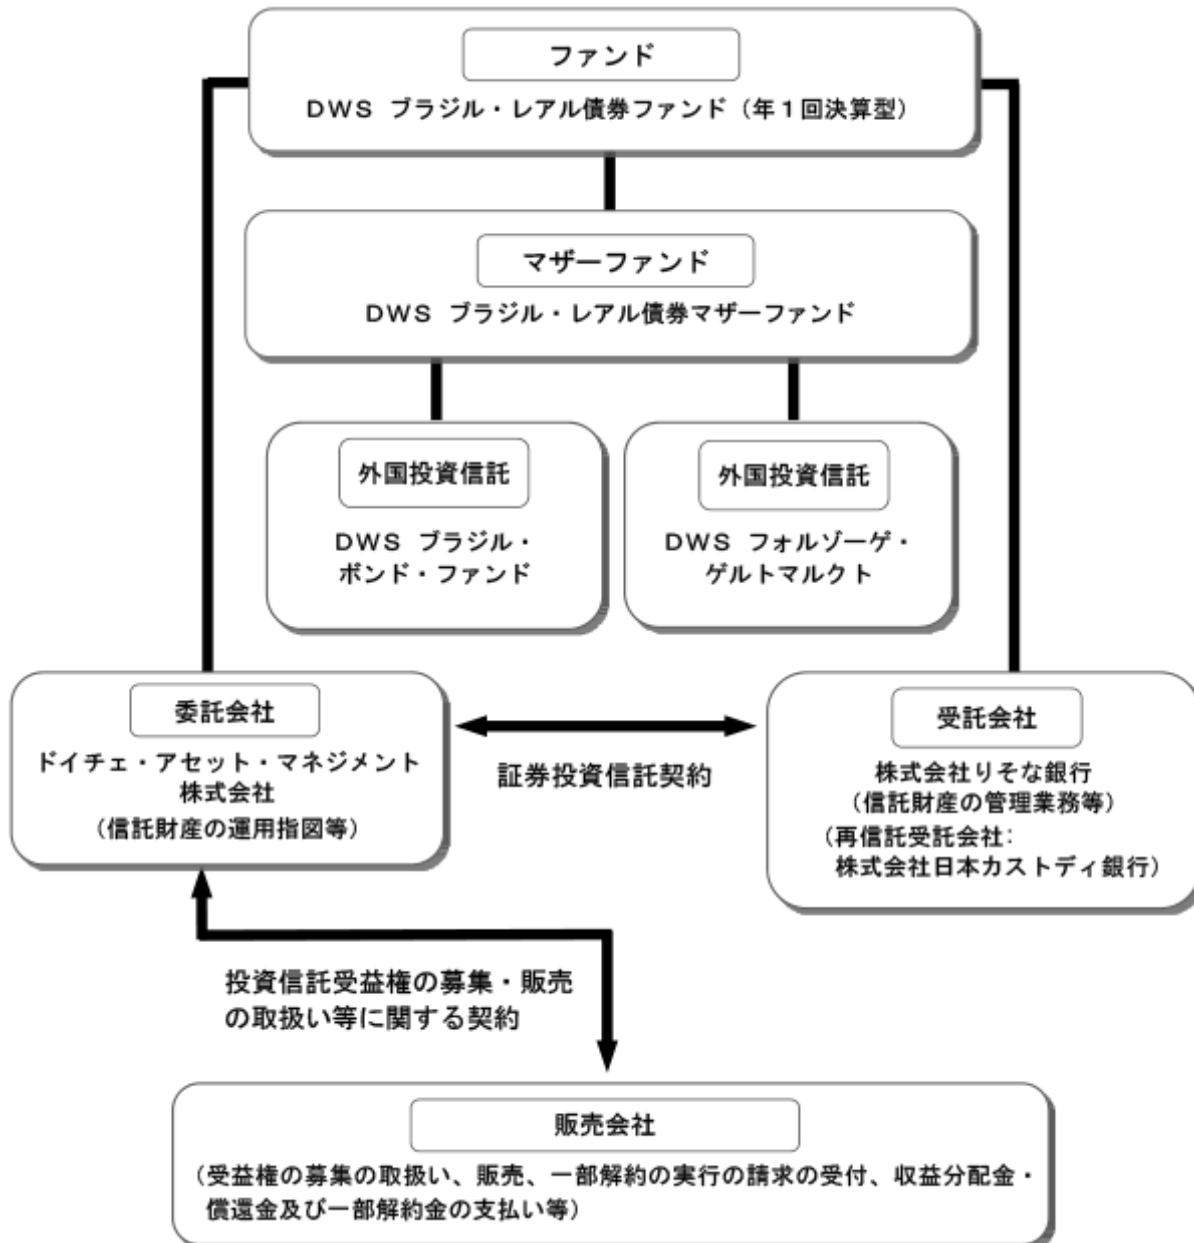 ファンド
DWS ブラジル・レアル債券ファンド（年１回決算型）
マザーファンド
DWS ブラジル・レアル債券マザーファンド
外国投資信託
DWS ブラジル・
ボンド・ファンド
外国投資信託
DWS フォルゾーゲ・
ゲルトマルクト
委託会社
ドイチェ・アセット・マネジメント
株式会社
（信託財産の運用指図等）
証券投資信託契約
受託会社
株式会社りそな銀行
（信託財産の管理業務等）
（再信託受託会社：
株式会社日本カストディ銀行）
投資信託受益権の募集・販売
の取扱い等に関する契約
販売会社
（受益権の募集の取扱い、販売、一部解約の実行の請求の受付、収益分配金・
償還金及び一部解約金の支払い等）